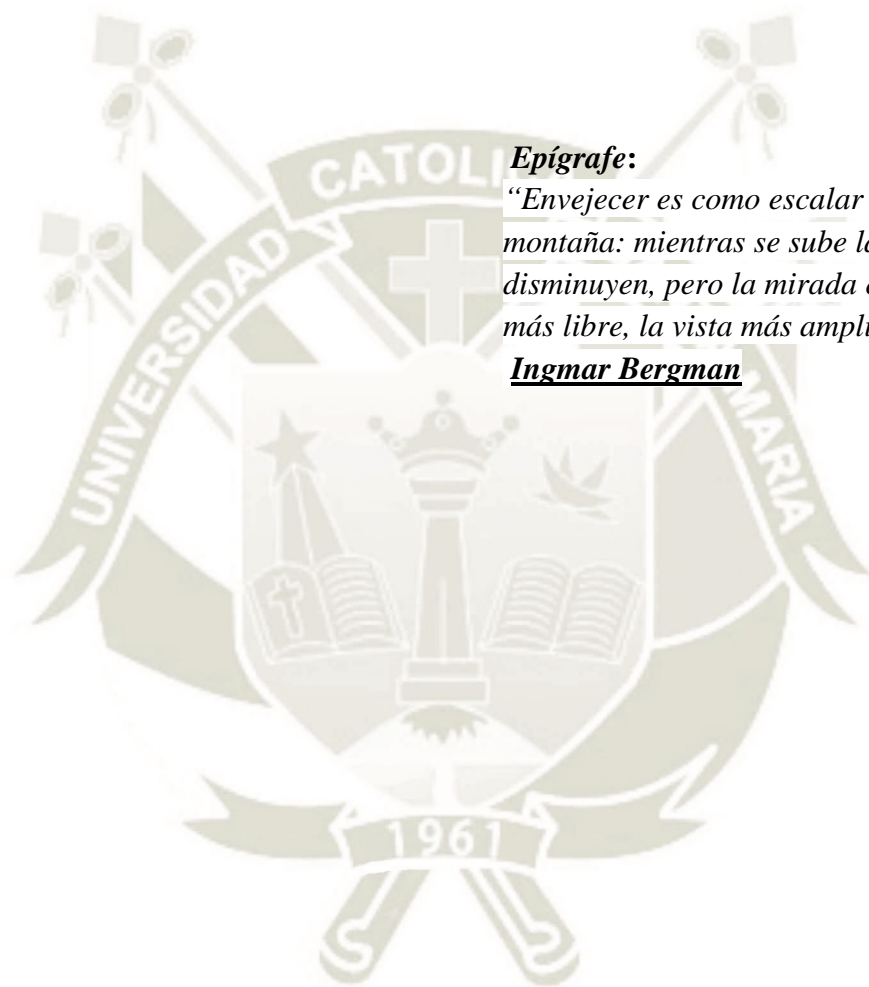 Epígrafe:
“Envejecer es como escalar
montaña: mientras se sube
disminuyen, pero la mirada
más libre, la vista más
Ingmar Bergman
UNIVERSIDAD
CATOLI
MARIA
1961